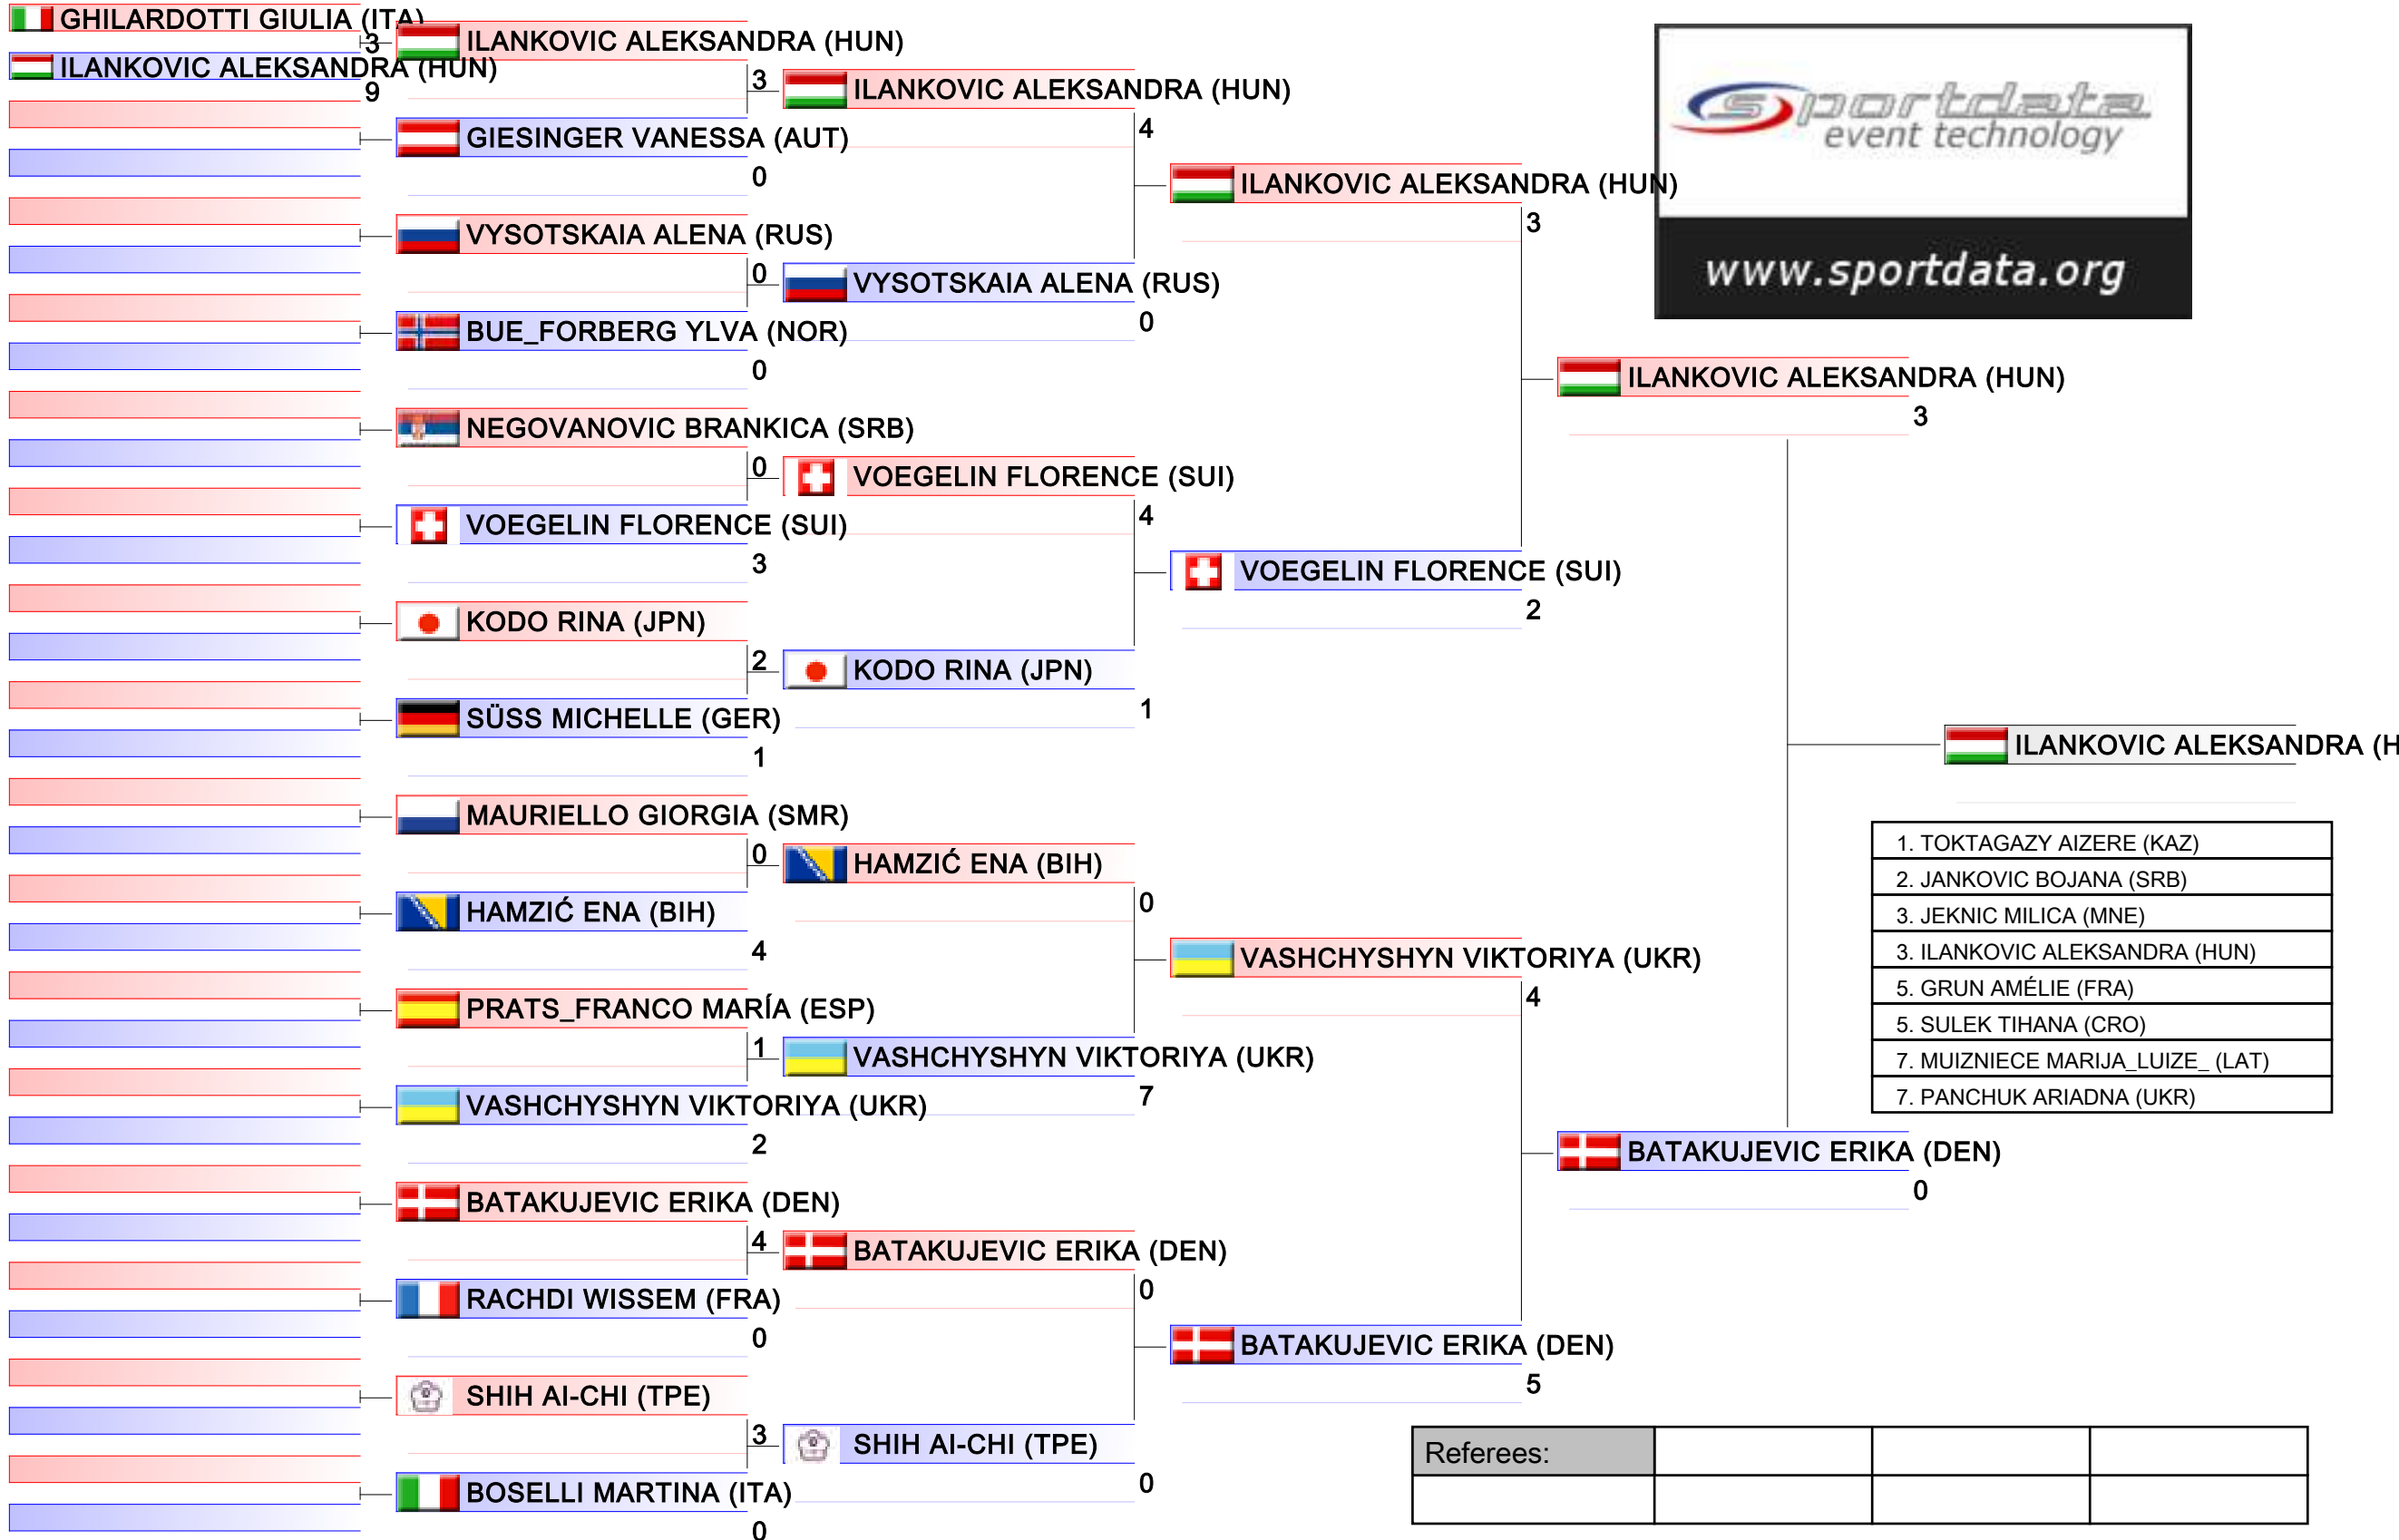 GHILARDOTTI GIULIA (ITA)
3
ILANKOVIC ALEKSANDRA (HUN)
9
ILANKOVIC ALEKSANDRA (HUN)
3
GIESINGER VANESSA (AUT)
0
VYSOTSKAIA ALENA (RUS)
0
BUE_FORBERG YLVA (NOR)
0
NEGOVANOVIC BRANKICA (SRB)
0
VOEGELIN FLORENCE (SUI)
3
KODO RINA (JPN)
2
SÜSS MICHELLE (GER)
1
MAURIELLO GIORGIA (SMR)
0
HAMZIĆ ENA (BIH)
4
PRATS_FRANCO MARÍA (ESP)
1
VASHCHYSHYN VIKTORIYA (UKR)
2
BATAKUJEVIC ERIKA (DEN)
4
RACHDI WISSEM (FRA)
0
SHIH AI-CHI (TPE)
3
BOSELLI MARTINA (ITA)
0
ILANKOVIC ALEKSANDRA (HUN)
4
VYSOTSKAIA ALENA (RUS)
0
VOEGELIN FLORENCE (SUI)
4
KODO RINA (JPN)
1
HAMZIĆ ENA (BIH)
0
VASHCHYSHYN VIKTORIYA (UKR)
7
BATAKUJEVIC ERIKA (DEN)
0
SHIH AI-CHI (TPE)
0
ILANKOVIC ALEKSANDRA (HUN)
3
VOEGELIN FLORENCE (SUI)
2
VASHCHYSHYN VIKTORIYA (UKR)
4
BATAKUJEVIC ERIKA (DEN)
5
ILANKOVIC ALEKSANDRA (HUN)
3
BATAKUJEVIC ERIKA (DEN)
0
ILANKOVIC ALEKSANDRA (H
sportdata
event technology
www.sportdata.org
1. TOKTAGAZY AIZERE (KAZ)
2. JANKOVIC BOJANA (SRB)
3. JEKNIC MILICA (MNE)
3. ILANKOVIC ALEKSANDRA (HUN)
5. GRUN AMÉLIE (FRA)
5. SULEK TIHANA (CRO)
7. MUIZNIECE MARIJA_LUIZE_ (LAT)
7. PANCHUK ARIADNA (UKR)
Referees: